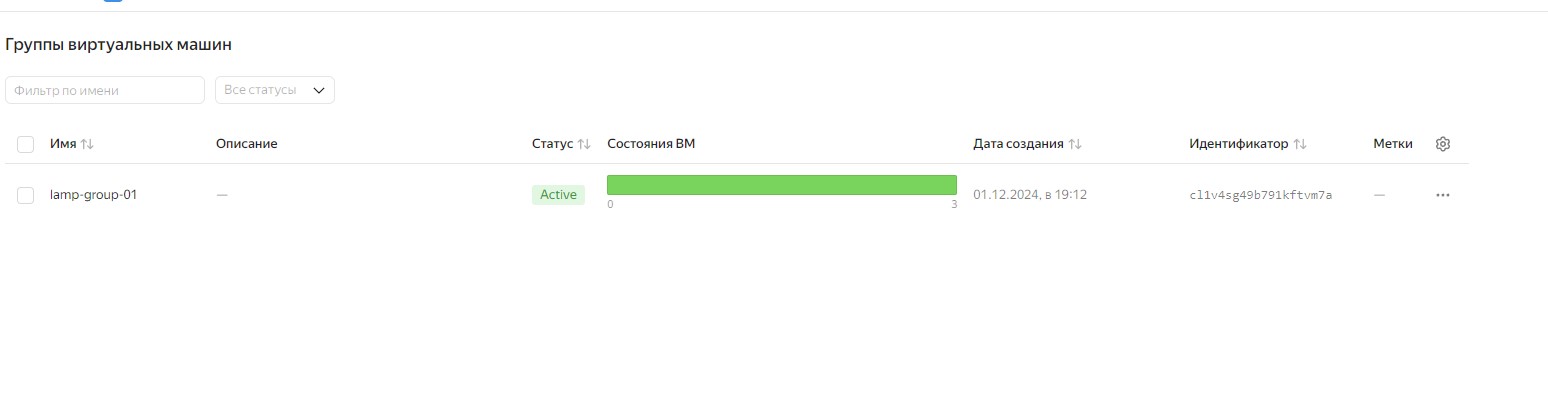 Группы виртуальных машин
Фильтр по имени Все статусы
Имя Описание Статус Состояния ВМ Дата создания Идентификатор Метки
lamp-group-01 — Active 01.12.2024, в 19:12 cl1v4sg49b791kftvm7a — ···
0 3